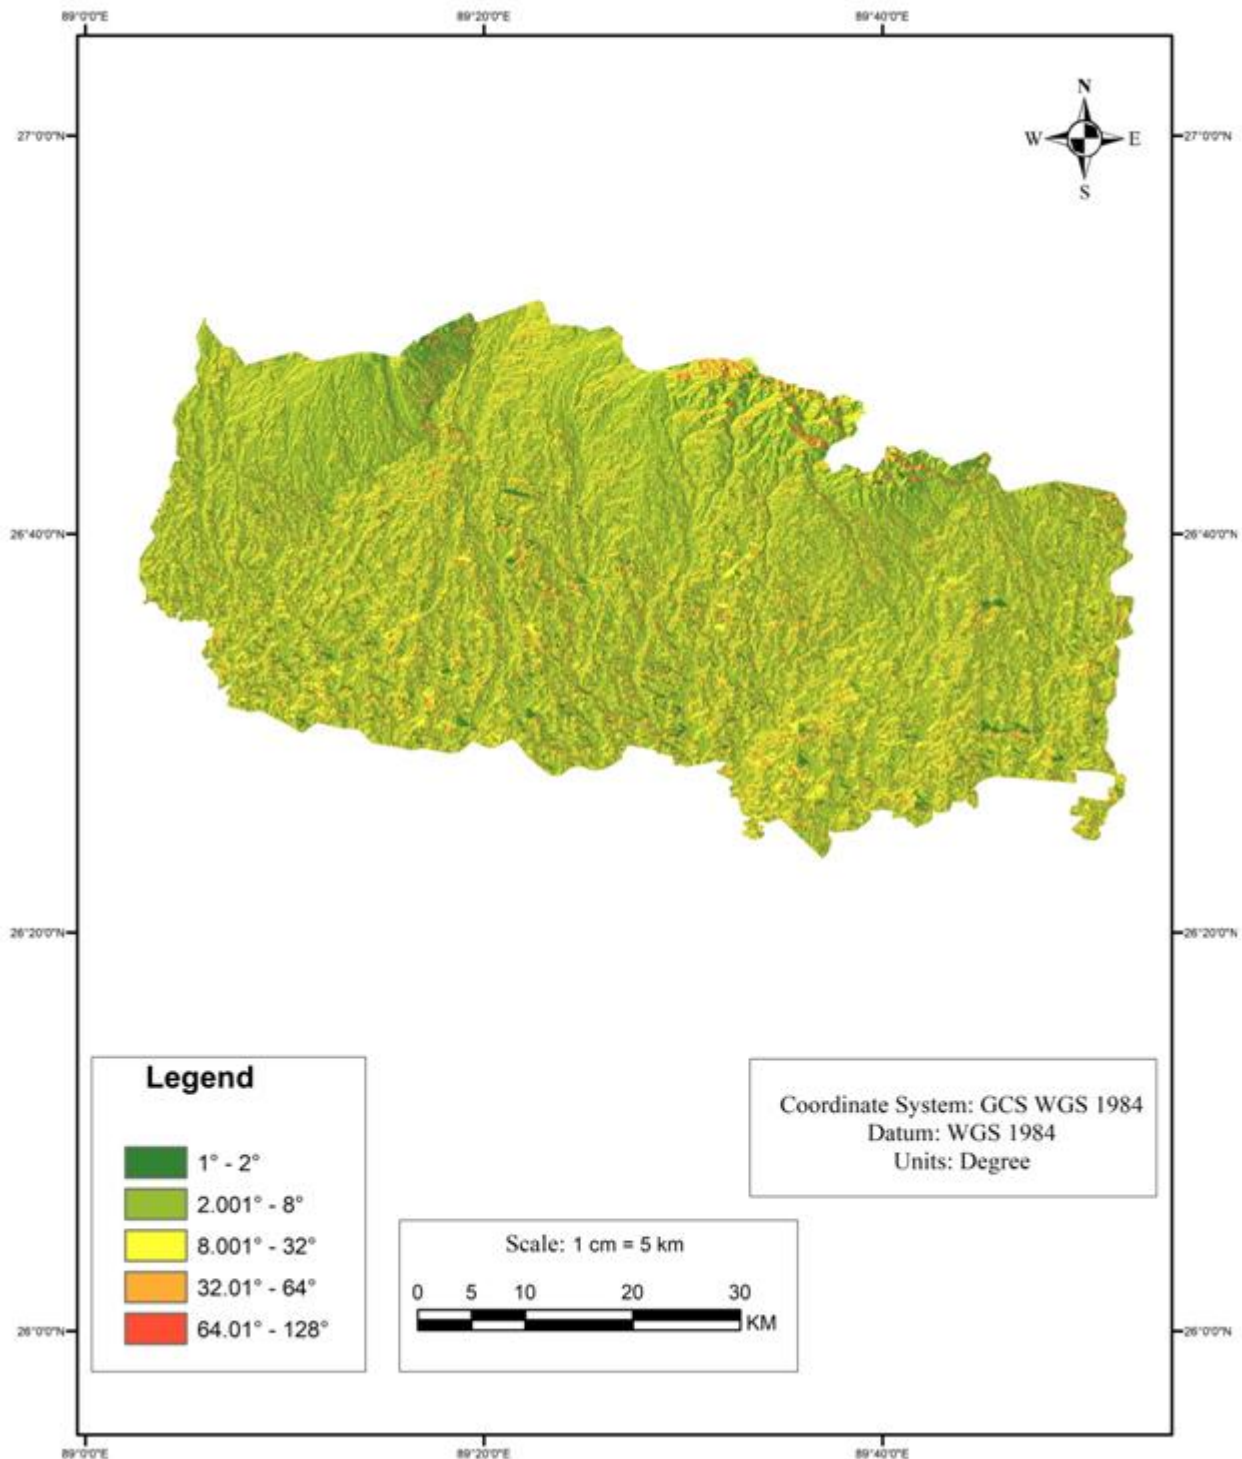 89°0'0"E 89°20'0"E 89°40'0"E
N
W E
S
27°0'0"N 27°0'0"N
26°40'0"N 26°40'0"N
26°20'0"N 26°20'0"N
Legend
1° - 2°
2.001° - 8°
8.001° - 32°
32.01° - 64°
64.01° - 128°
Coordinate System: GCS WGS 1984
Datum: WGS 1984
Units: Degree
Scale: 1 cm = 5 km
0 5 10 20 30
KM
26°0'0"N 26°0'0"N
89°0'0"E 89°20'0"E 89°40'0"E